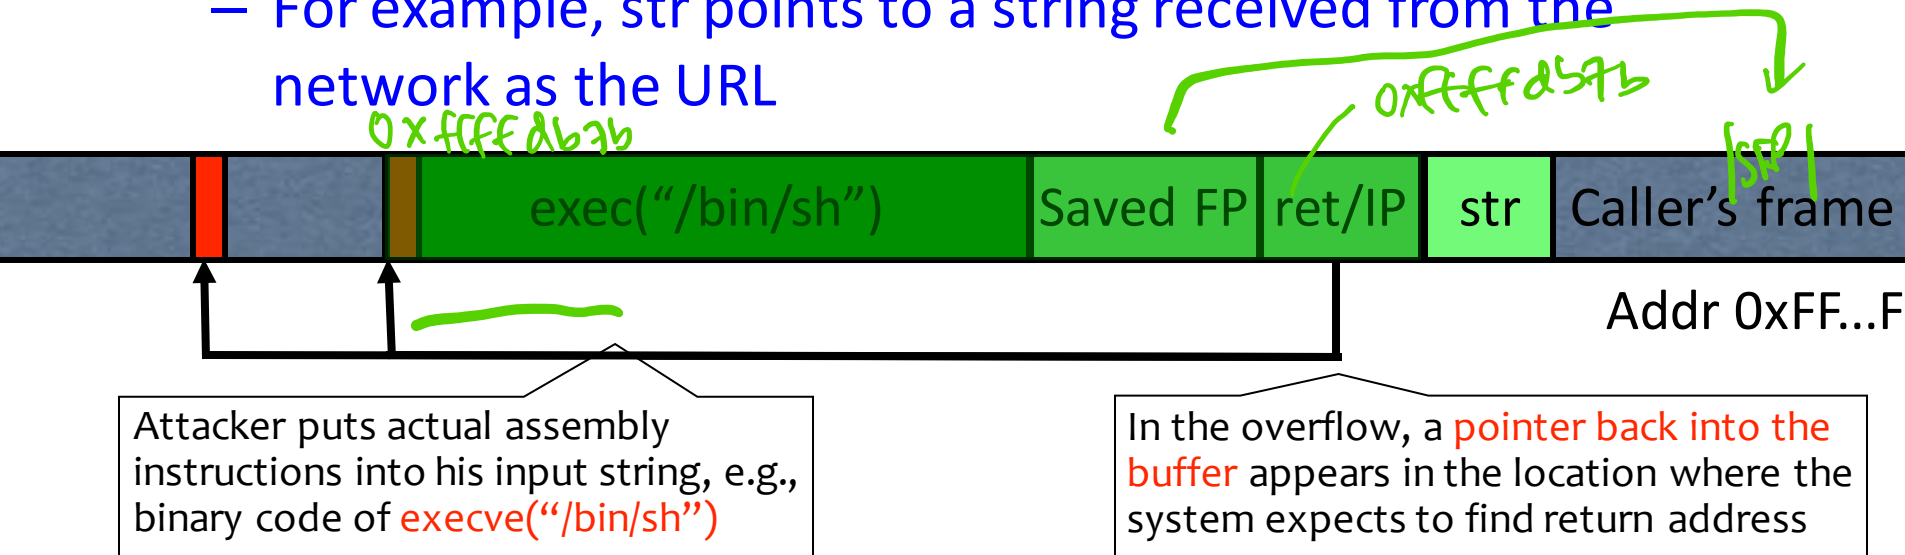 – For example, str points to a string received from the
network as the URL
0xffffdb7b
0xffffdb7b
|SFP|
exec(“/bin/sh”)
Saved FP
ret/IP
str
Caller’s frame
Addr 0xFF...F
Attacker puts actual assembly
instructions into his input string, e.g.,
binary code of execve(“/bin/sh”)
In the overflow, a pointer back into the
buffer appears in the location where the
system expects to find return address